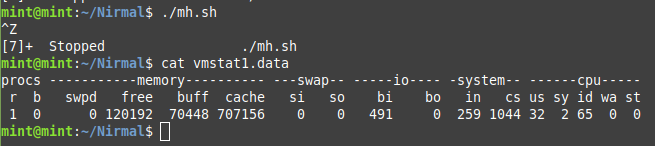 mint@mint:~/Nirmal$ ./mh.sh
^Z
[7]+  Stopped                 ./mh.sh
mint@mint:~/Nirmal$ cat vmstat1.data
procs -----------memory---------- ---swap-- -----io---- -system-- ------cpu-----
 r  b   swpd   free   buff  cache   si   so    bi    bo   in   cs us sy id wa st
 1  0      0 120192  70448 707156    0    0   491     0  259 1044 32  2 65  0  0
mint@mint:~/Nirmal$